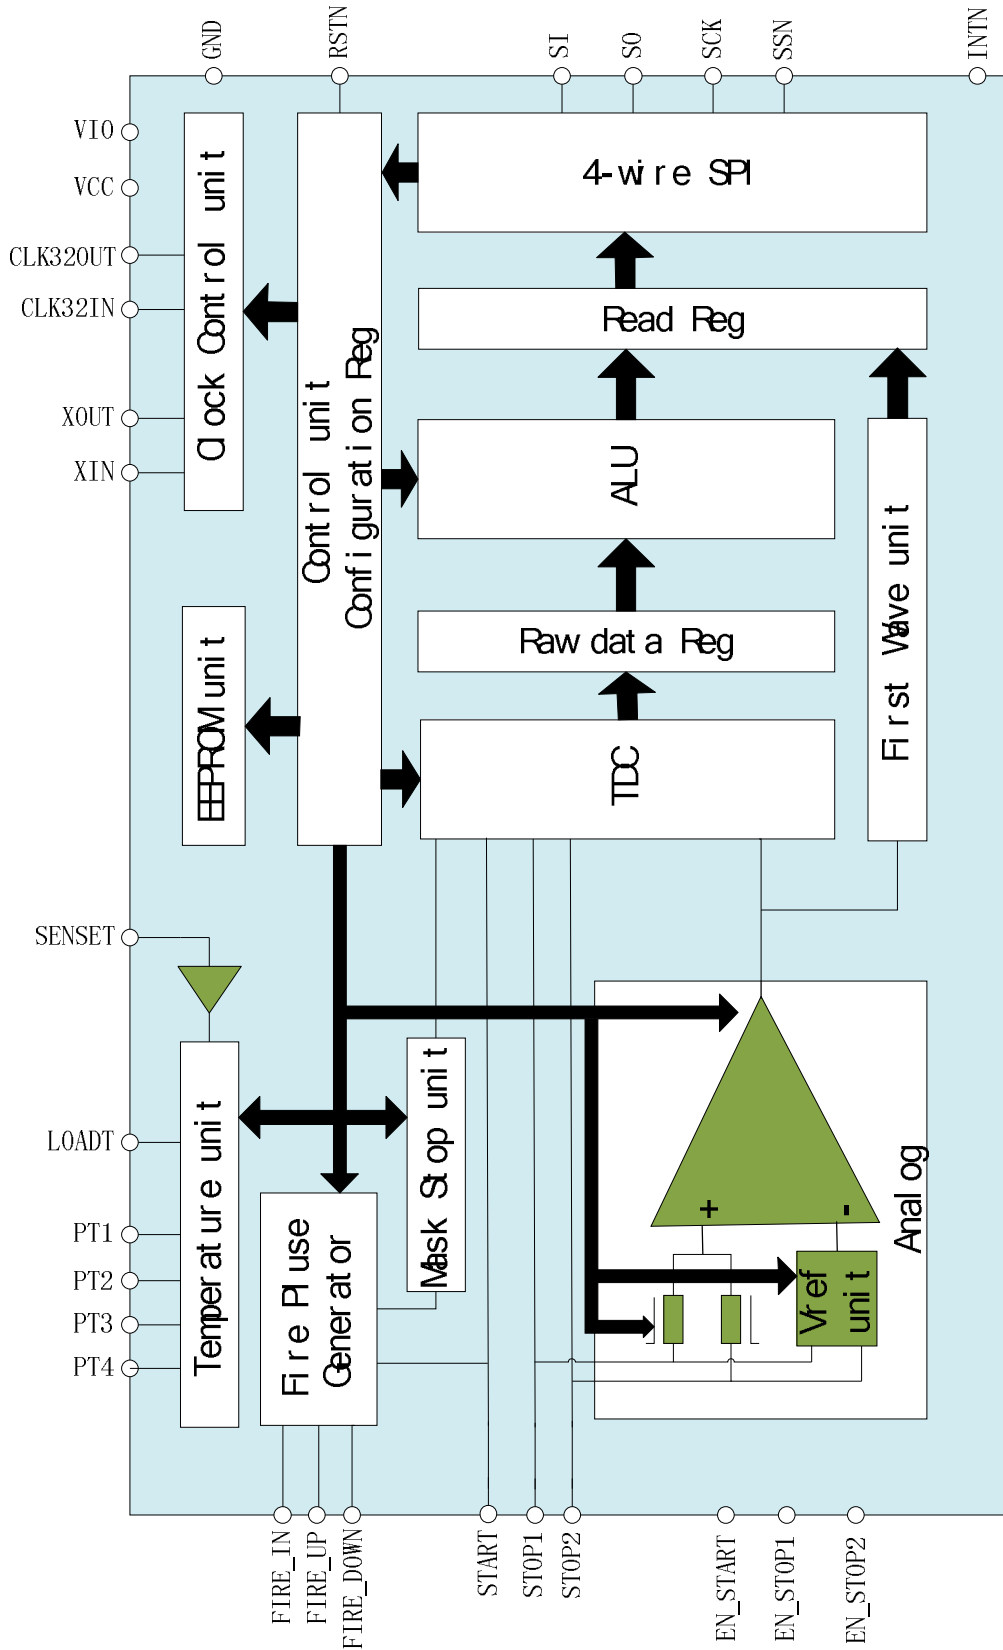 GND
RSTN
SI
SO
SCK
SSN
INTN
VIO
VCC
CLK32OUT
CLK32IN
XOUT
XIN
Clock Control unit
Control unit
Configuration Reg
4-wire SPI
Read Reg
ALU
Raw data Reg
TDC
First Wave unit
EEPROM unit
SENSET
LOADT
PT1
PT2
PT3
PT4
Temperature unit
Fire Pluse
Generator
Mask Stop unit
+
-
Vref
unit
Analog
FIRE_IN
FIRE_UP
FIRE_DOWN
START
STOP1
STOP2
EN_START
EN_STOP1
EN_STOP2